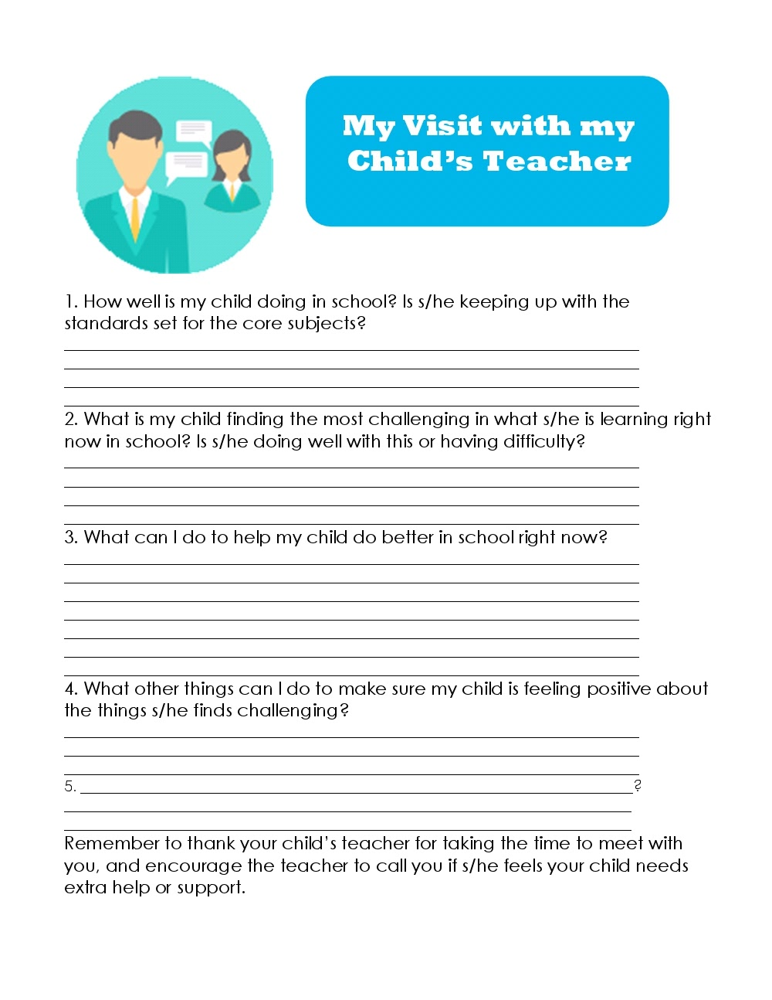 My Visit with my
Child's Teacher
1. How well is my child doing in school? Is s/he keeping up with the
standards set for the core subjects?
2. What is my child finding the most challenging in what s/he is learning right
now in school? Is s/he doing well with this or having difficulty?
3. What can I do to help my child do better in school right now?
4. What other things can I do to make sure my child is feeling positive about
the things s/he finds challenging?
5. ?
Remember to thank your child's teacher for taking the time to meet with
you, and encourage the teacher to call you if s/he feels your child needs
extra help or support.